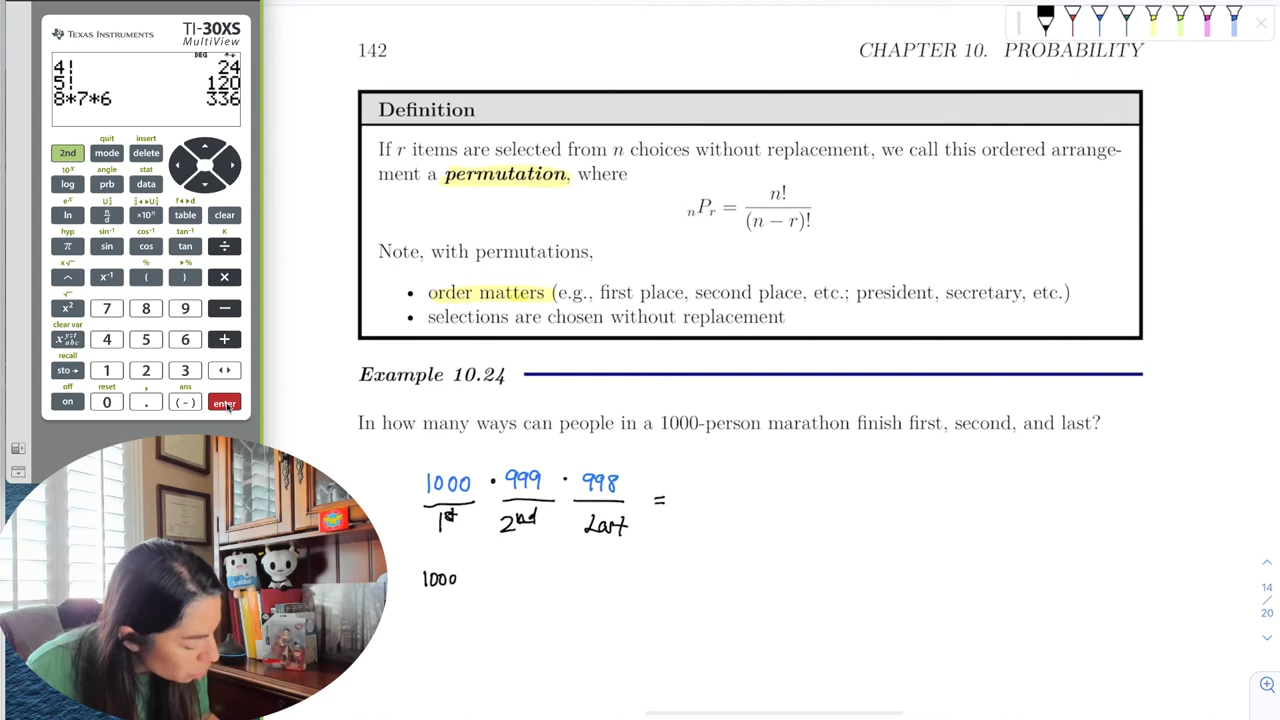 TEXAS INSTRUMENTS
TI-30XS
MultiView
DEG
4! 24
5! 120
8*7*6 336
quit insert
2nd mode delete
10ˣ angle stat
log prb data
table clear
ln n/d ×10ⁿ
hyp sin⁻¹ cos⁻¹ tan⁻¹ K
π sin cos tan ÷
%
^ x⁻¹ ( ) ×
x² 7 8 9 −
clear var
4 5 6 +
recall
sto→ 1 2 3
off reset , ans
on 0 . (-) enter
142 CHAPTER 10. PROBABILITY
Definition
If r items are selected from n choices without replacement, we call this ordered arrange-
ment a permutation, where
ₙPᵣ = n! / (n − r)!
Note, with permutations,
• order matters (e.g., first place, second place, etc.; president, secretary, etc.)
• selections are chosen without replacement
Example 10.24
In how many ways can people in a 1000-person marathon finish first, second, and last?
1000 · 999 · 998 =
1st 2nd Last
1000
14
/
20